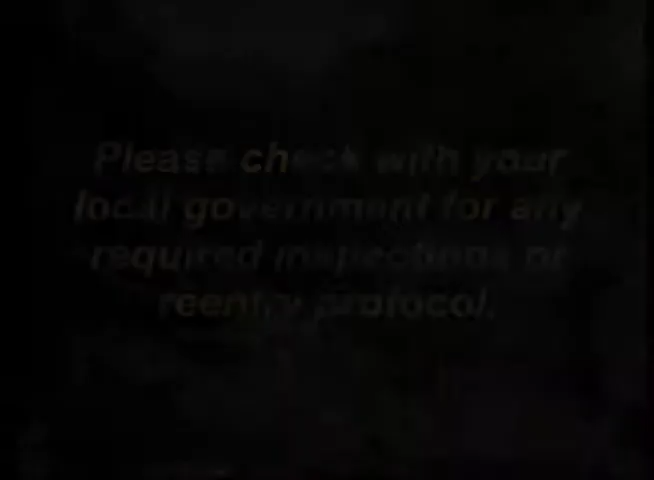 Please check with your
local government for any
required inspections or
reentry protocol.